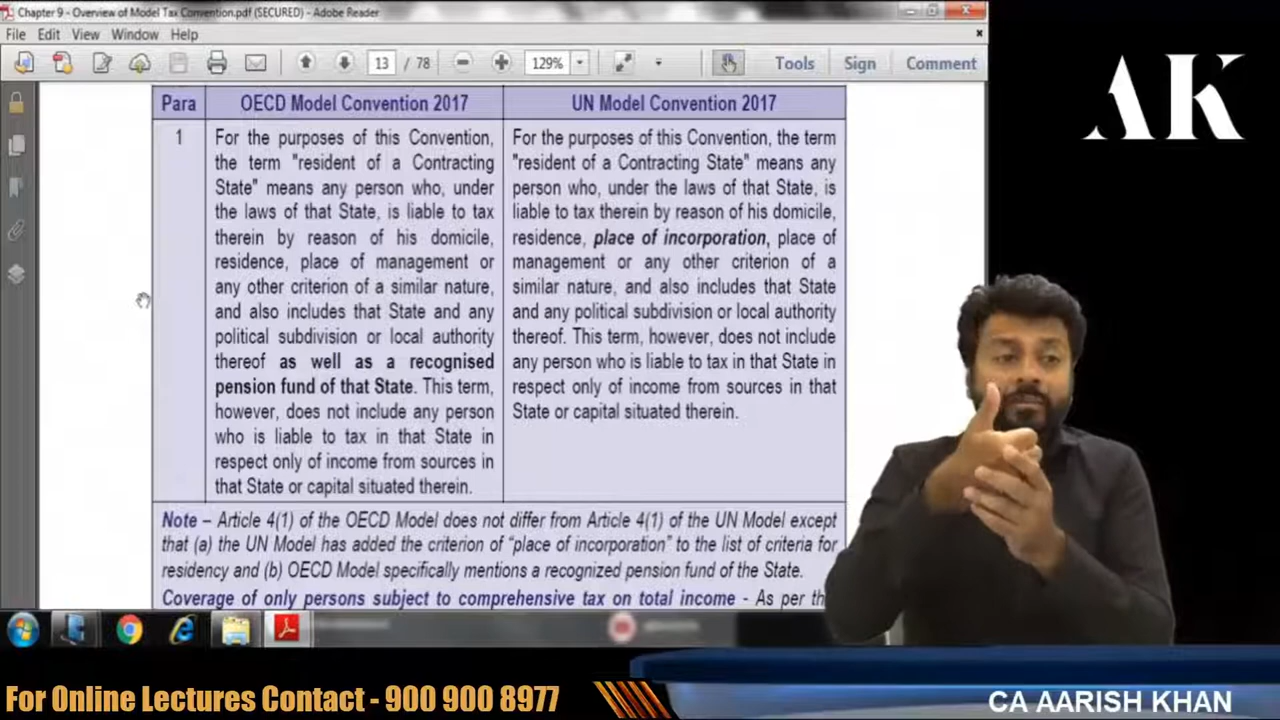 Chapter 9 - Overview of Model Tax Convention.pdf (SECURED) - Adobe Reader
File Edit View Window Help
13 / 78 129% Tools Sign Comment
AK
Para OECD Model Convention 2017 UN Model Convention 2017
1
For the purposes of this Convention,
the term "resident of a Contracting
State" means any person who, under
the laws of that State, is liable to tax
therein by reason of his domicile,
residence, place of management or
any other criterion of a similar nature,
and also includes that State and any
political subdivision or local authority
thereof as well as a recognised
pension fund of that State. This term,
however, does not include any person
who is liable to tax in that State in
respect only of income from sources in
that State or capital situated therein.
For the purposes of this Convention, the term
"resident of a Contracting State" means any
person who, under the laws of that State, is
liable to tax therein by reason of his domicile,
residence, place of incorporation, place of
management or any other criterion of a
similar nature, and also includes that State
and any political subdivision or local authority
thereof. This term, however, does not include
any person who is liable to tax in that State in
respect only of income from sources in that
State or capital situated therein.
Note – Article 4(1) of the OECD Model does not differ from Article 4(1) of the UN Model except
that (a) the UN Model has added the criterion of “place of incorporation” to the list of criteria for
residency and (b) OECD Model specifically mentions a recognized pension fund of the State.
Coverage of only persons subject to comprehensive tax on total income - As per
For Online Lectures Contact - 900 900 8977
CA AARISH KHAN